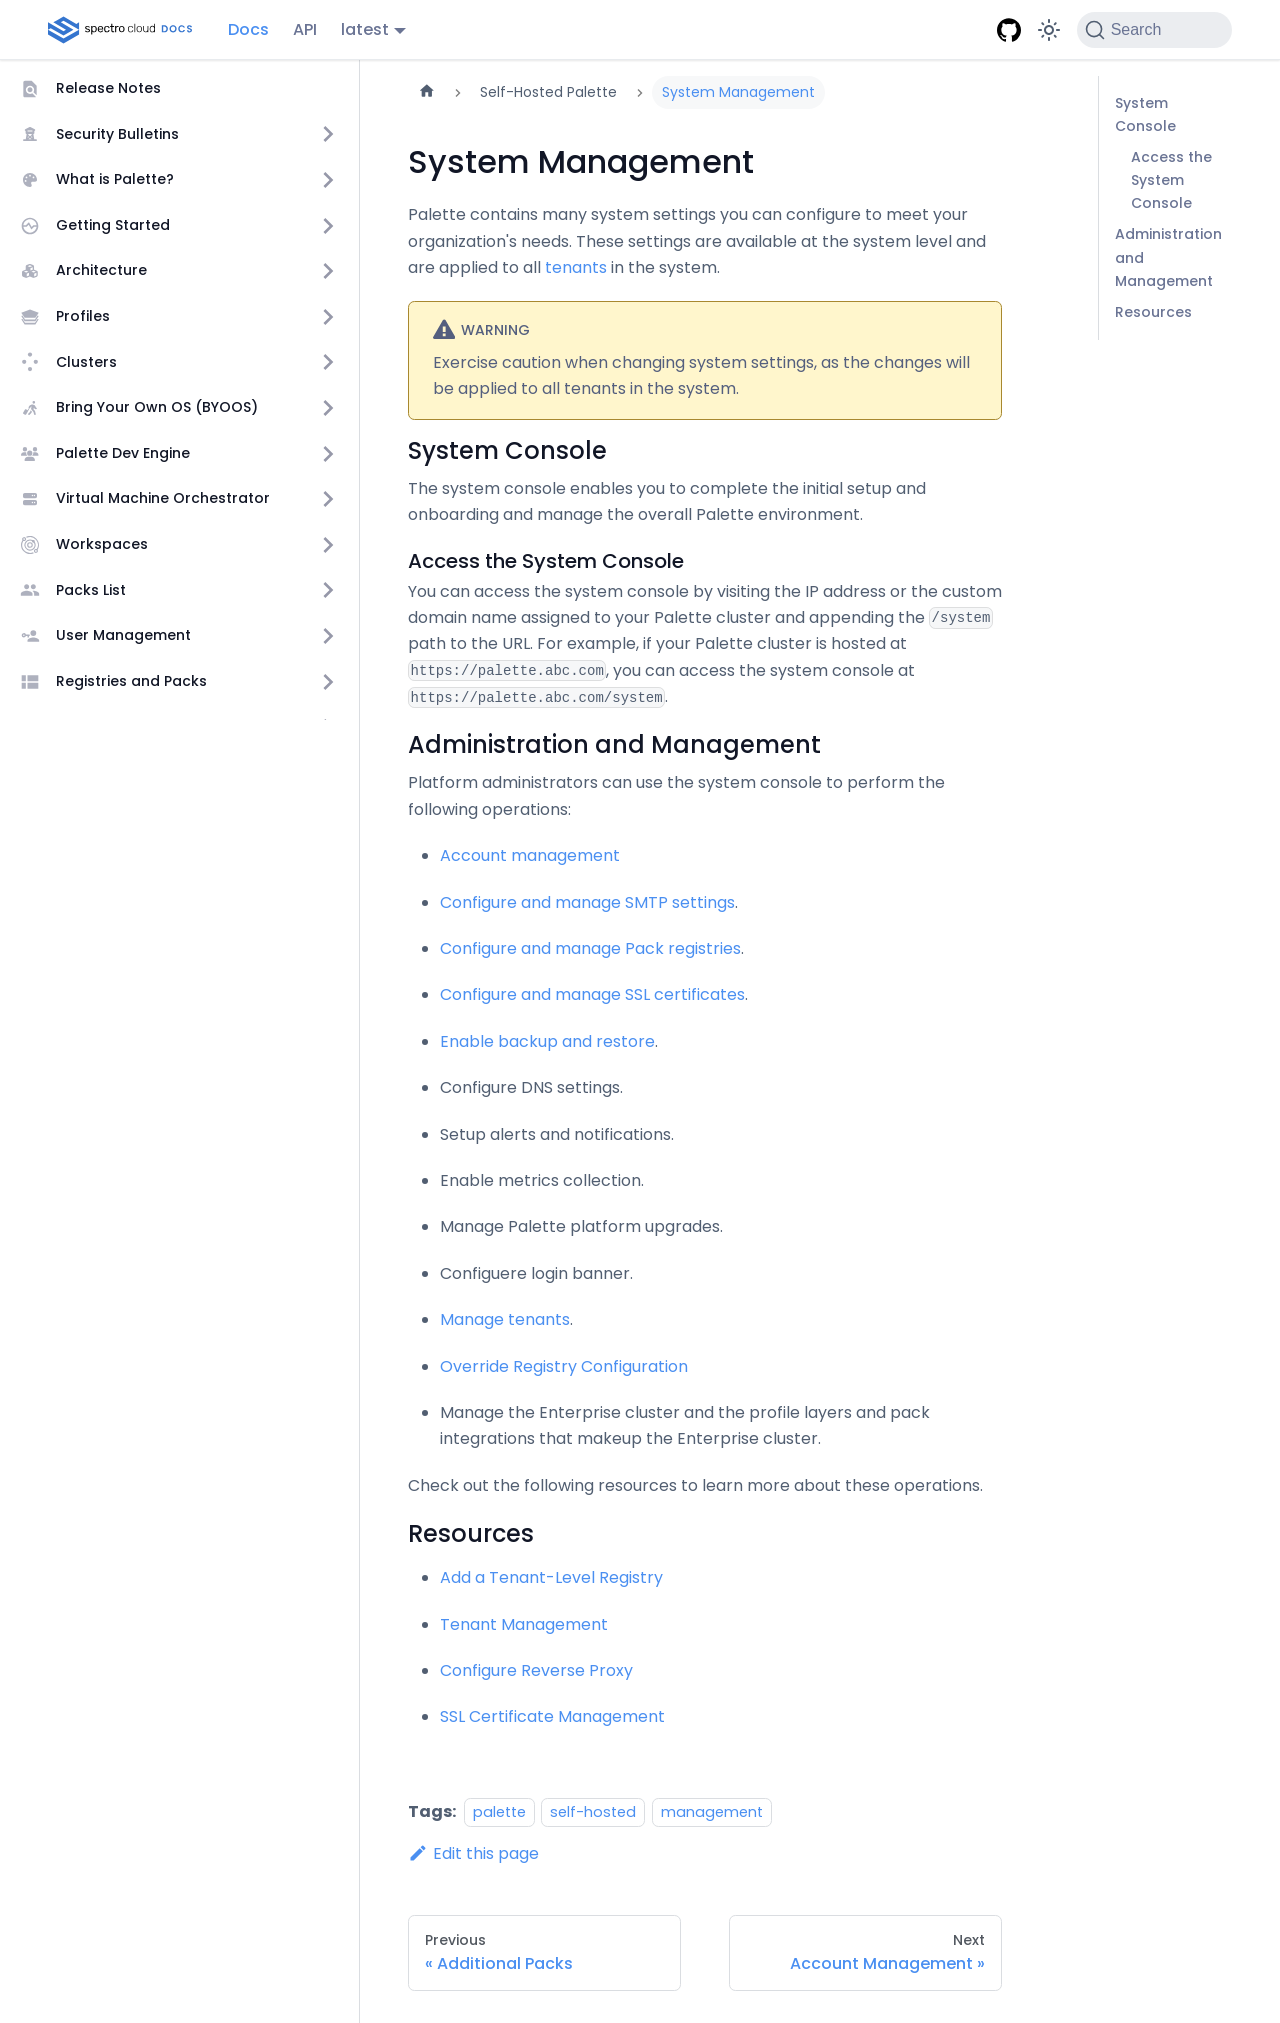 spectro cloud DOCS
Docs
API
latest
Search
Release Notes
Security Bulletins
What is Palette?
Getting Started
Architecture
Profiles
Clusters
Bring Your Own OS (BYOOS)
Palette Dev Engine
Virtual Machine Orchestrator
Workspaces
Packs List
User Management
Registries and Packs
Self-Hosted Palette
System Management
System Management
Palette contains many system settings you can configure to meet your
organization's needs. These settings are available at the system level and
are applied to all tenants in the system.
WARNING
Exercise caution when changing system settings, as the changes will
be applied to all tenants in the system.
System Console
The system console enables you to complete the initial setup and
onboarding and manage the overall Palette environment.
Access the System Console
You can access the system console by visiting the IP address or the custom
domain name assigned to your Palette cluster and appending the /system
path to the URL. For example, if your Palette cluster is hosted at
https://palette.abc.com, you can access the system console at
https://palette.abc.com/system.
Administration and Management
Platform administrators can use the system console to perform the
following operations:
Account management
Configure and manage SMTP settings.
Configure and manage Pack registries.
Configure and manage SSL certificates.
Enable backup and restore.
Configure DNS settings.
Setup alerts and notifications.
Enable metrics collection.
Manage Palette platform upgrades.
Configuere login banner.
Manage tenants.
Override Registry Configuration
Manage the Enterprise cluster and the profile layers and pack
integrations that makeup the Enterprise cluster.
Check out the following resources to learn more about these operations.
Resources
Add a Tenant-Level Registry
Tenant Management
Configure Reverse Proxy
SSL Certificate Management
Tags: palette self-hosted management
Edit this page
Previous
« Additional Packs
Next
Account Management »
System
Console
Access the
System
Console
Administration
and
Management
Resources